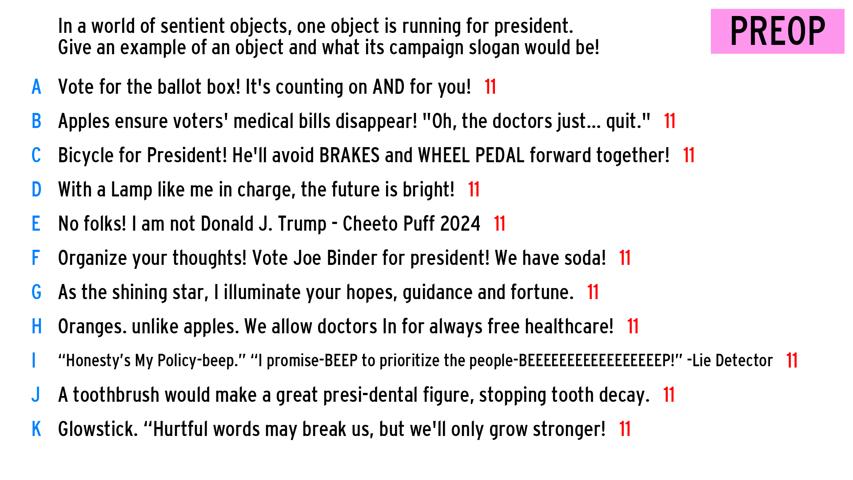 In a world of sentient objects, one object is running for president.
Give an example of an object and what its campaign slogan would be!
PREOP
A Vote for the ballot box! It's counting on AND for you! 11
B Apples ensure voters' medical bills disappear! "Oh, the doctors just... quit." 11
C Bicycle for President! He'll avoid BRAKES and WHEEL PEDAL forward together! 11
D With a Lamp like me in charge, the future is bright! 11
E No folks! I am not Donald J. Trump - Cheeto Puff 2024 11
F Organize your thoughts! Vote Joe Binder for president! We have soda! 11
G As the shining star, I illuminate your hopes, guidance and fortune. 11
H Oranges. unlike apples. We allow doctors In for always free healthcare! 11
I “Honesty’s My Policy-beep.” “I promise-BEEP to prioritize the people-BEEEEEEEEEEEEEEEEEP!” -Lie Detector 11
J A toothbrush would make a great presi-dental figure, stopping tooth decay. 11
K Glowstick. “Hurtful words may break us, but we'll only grow stronger! 11